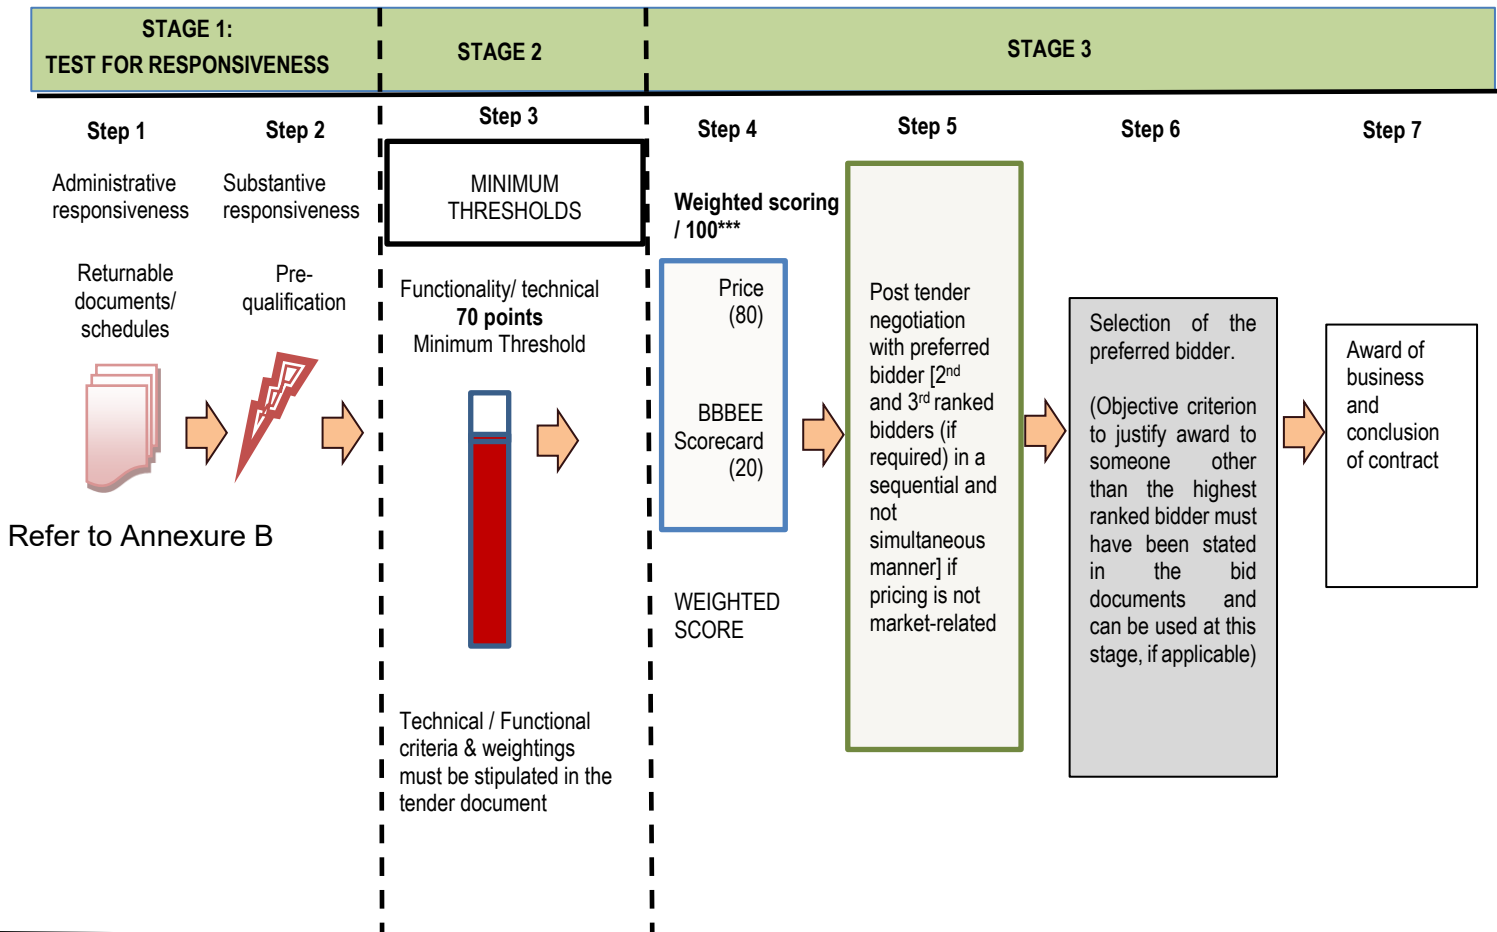 STAGE 1:
TEST FOR RESPONSIVENESS
STAGE 2
STAGE 3
Step 1
Administrative
responsiveness
Returnable
documents/
schedules
Refer to Annexure B
Step 2
Substantive
responsiveness
Pre-
qualification
Step 3
MINIMUM
THRESHOLDS
Functionality/ technical
70 points
Minimum Threshold
Technical / Functional
criteria & weightings
must be stipulated in the
tender document
Step 4
Weighted scoring
/ 100***
Price
(80)
BBBEE
Scorecard
(20)
WEIGHTED
SCORE
Step 5
Post tender
negotiation
with preferred
bidder [2nd
and 3rd ranked
bidders (if
required) in a
sequential and
not
simultaneous
manner] if
pricing is not
market-related
Step 6
Selection of the
preferred bidder.
(Objective criterion
to justify award to
someone other
than the highest
ranked bidder must
have been stated
in the bid
documents and
can be used at this
stage, if applicable)
Step 7
Award of
business
and
conclusion
of contract